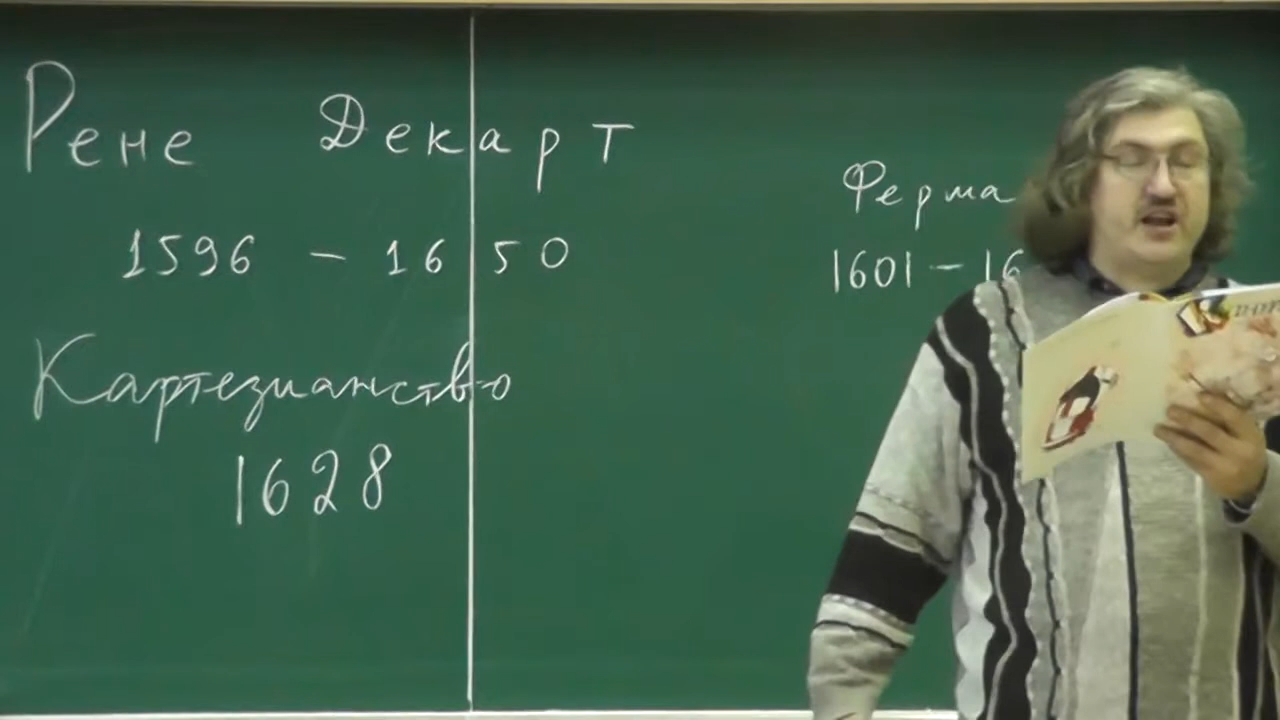 Рене Декарт
1596 – 1650
Картезианство
1628
Ферма
1601 – 16